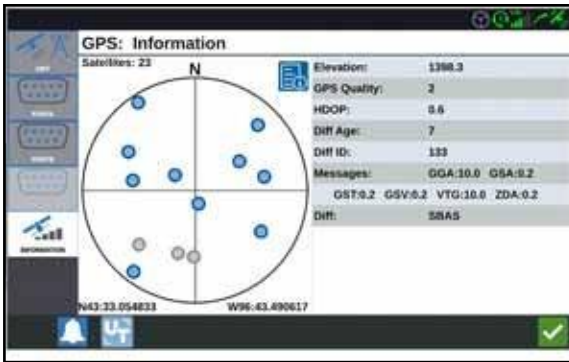 GPS: Information
Satellites: 23
N
Elevation: 1398.3
GPS Quality: 2
HDOP: 0.6
Diff Age: 7
Diff ID: 133
Messages: GGA:10.0 GSA:0.2
GST:0.2 GSV:0.2 VTG:10.0 ZDA:0.2
Diff: SBAS
INFORMATION
N43:33.054833 W96:43.490617
UT